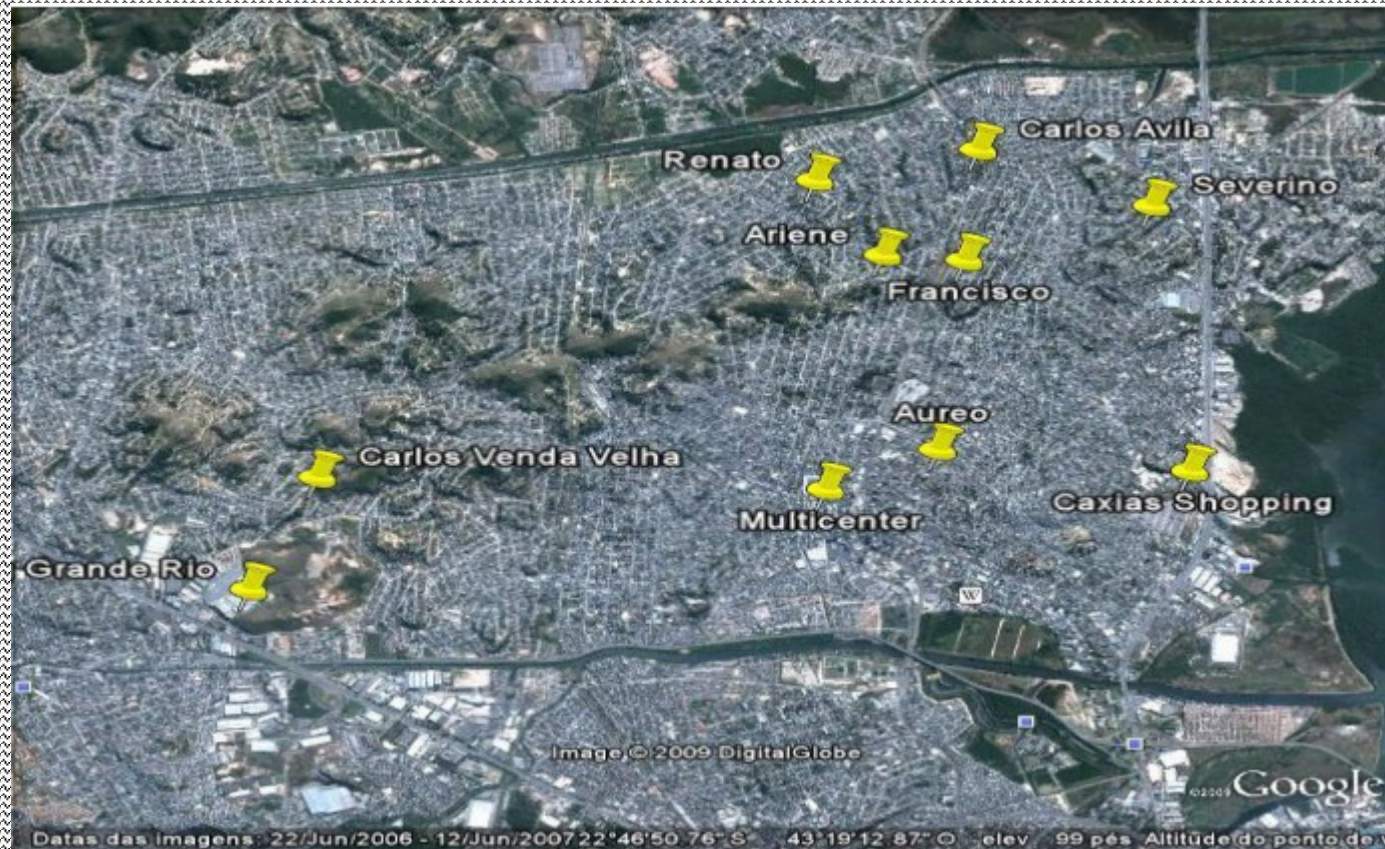 Carlos Avila
Renato
Severino
Ariene
Francisco
Aureo
Carlos Venda Velha
Caxias Shopping
Multicenter
Grande Rio
W
Image © 2009 DigitalGlobe
©2009 Google
Datas das imagens: 22/Jun/2006 - 12/Jun/2007 22°46'50.76" S 43°19'12.87" O elev 99 pés Altitude do ponto de v